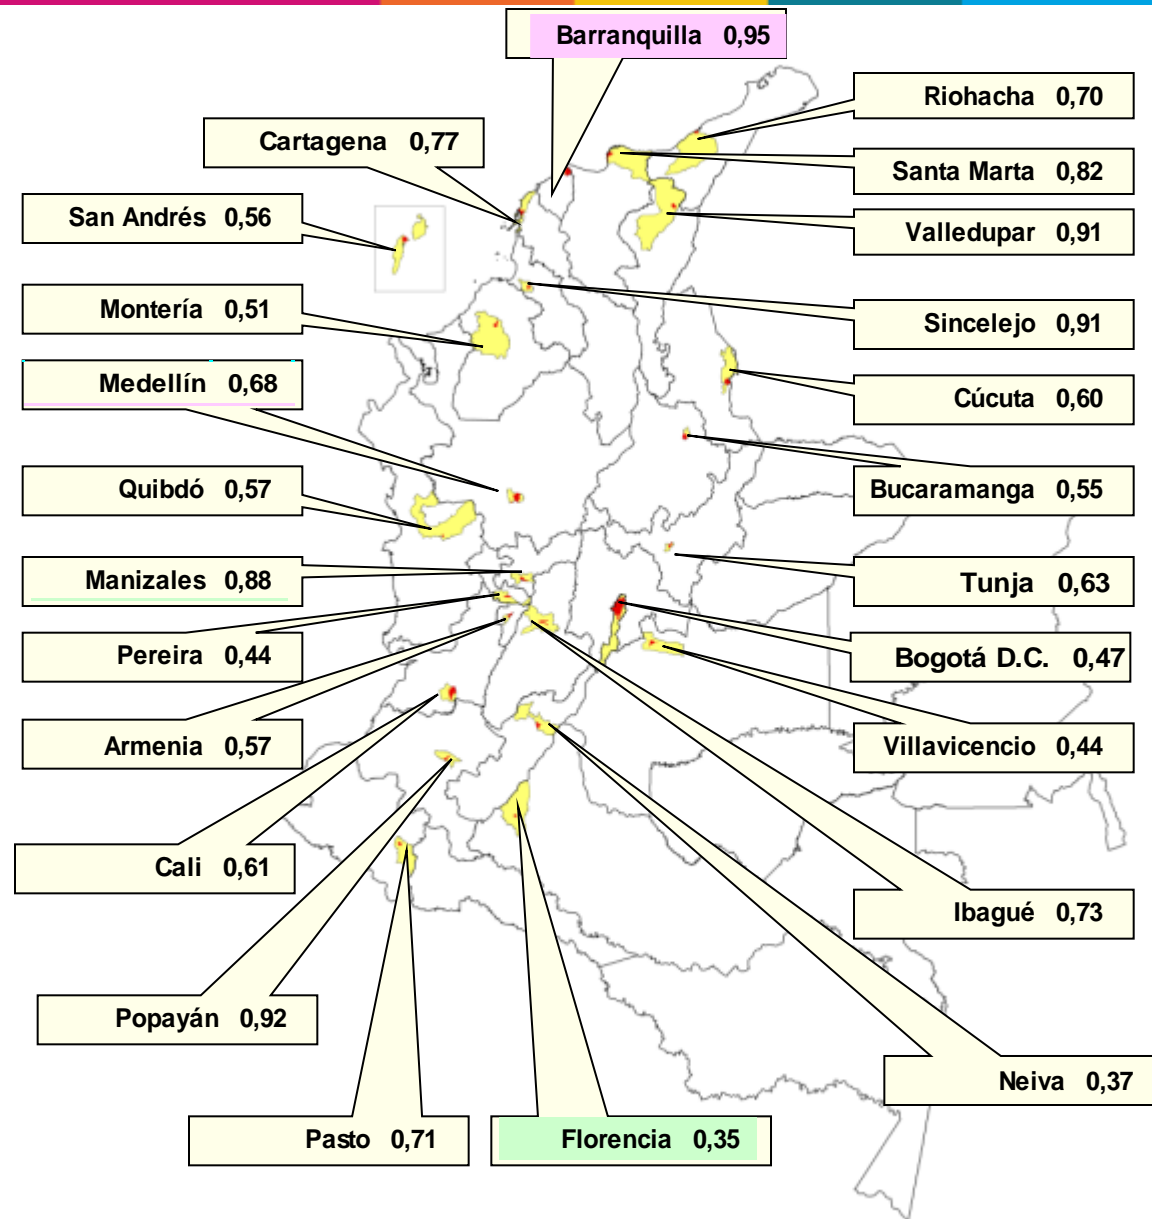 Barranquilla 0,95
Riohacha 0,70
Cartagena 0,77
Santa Marta 0,82
San Andrés 0,56
Valledupar 0,91
Montería 0,51
Sincelejo 0,91
Medellín 0,68
Cúcuta 0,60
Quibdó 0,57
Bucaramanga 0,55
Manizales 0,88
Tunja 0,63
Pereira 0,44
Bogotá D.C. 0,47
Armenia 0,57
Villavicencio 0,44
Cali 0,61
Ibagué 0,73
Popayán 0,92
Neiva 0,37
Pasto 0,71
Florencia 0,35